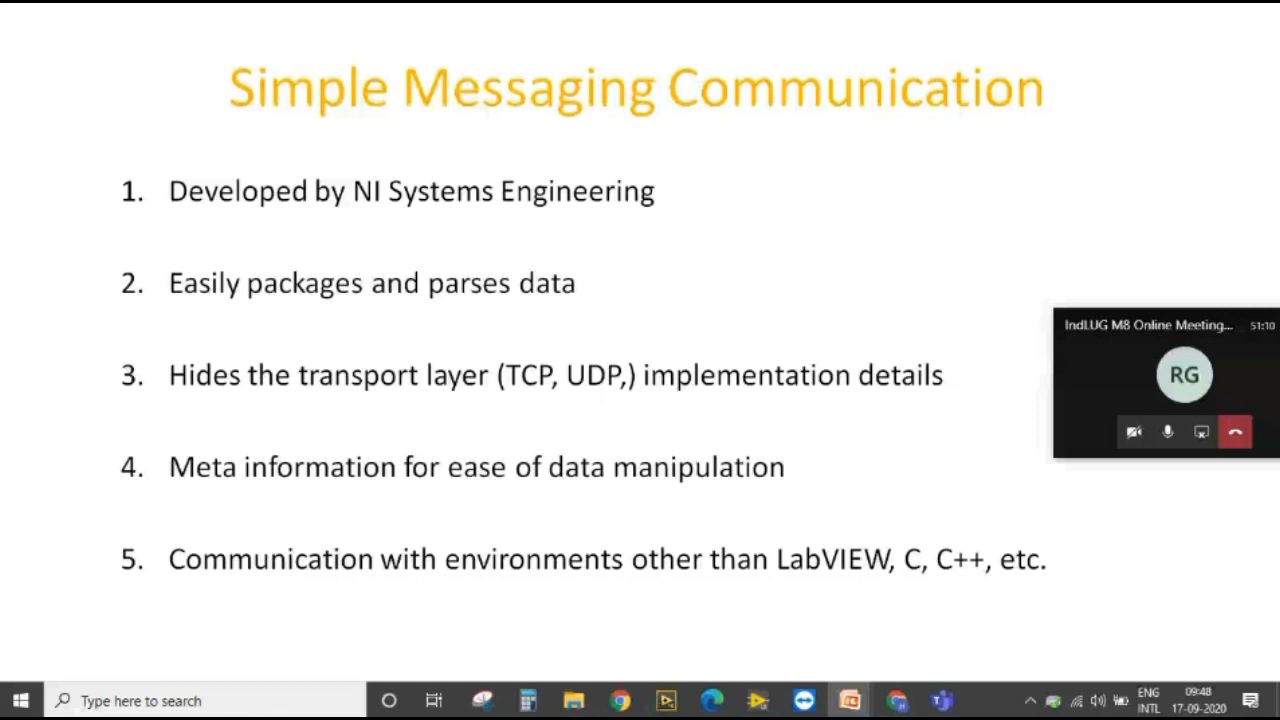 Simple Messaging Communication
1. Developed by NI Systems Engineering
2. Easily packages and parses data
3. Hides the transport layer (TCP, UDP,) implementation details
4. Meta information for ease of data manipulation
5. Communication with environments other than LabVIEW, C, C++, etc.
IndLUG M8 Online Meeting... 51:10
RG
Type here to search
ENG 09:48
INTL 17-09-2020